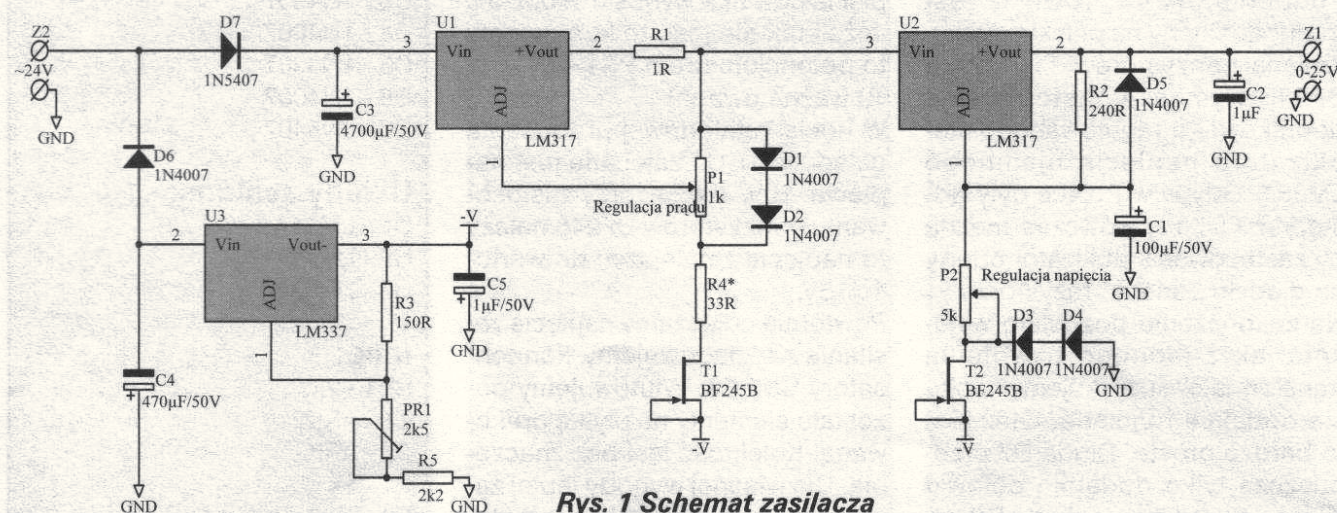 Z2
~24V
GND
D7
1N5407
D6
1N4007
C3
4700µF/50V
GND
3
U1
Vin
+Vout
ADJ
LM317
2
R1
1R
P1
1k
Regulacja prądu
D1
1N4007
D2
1N4007
R4*
33R
T1
BF245B
-V
3
U2
Vin
+Vout
ADJ
LM317
2
1
R2
240R
D5
1N4007
C2
1µF
GND
Z1
0-25V
GND
C1
100µF/50V
GND
P2
5k
Regulacja napięcia
D3
1N4007
D4
1N4007
GND
T2
BF245B
-V
2
U3
Vin
Vout-
ADJ
LM337
3
1
-V
C5
1µF/50V
GND
R3
150R
C4
470µF/50V
GND
PR1
2k5
R5
2k2
GND
Rys. 1 Schemat zasilacza